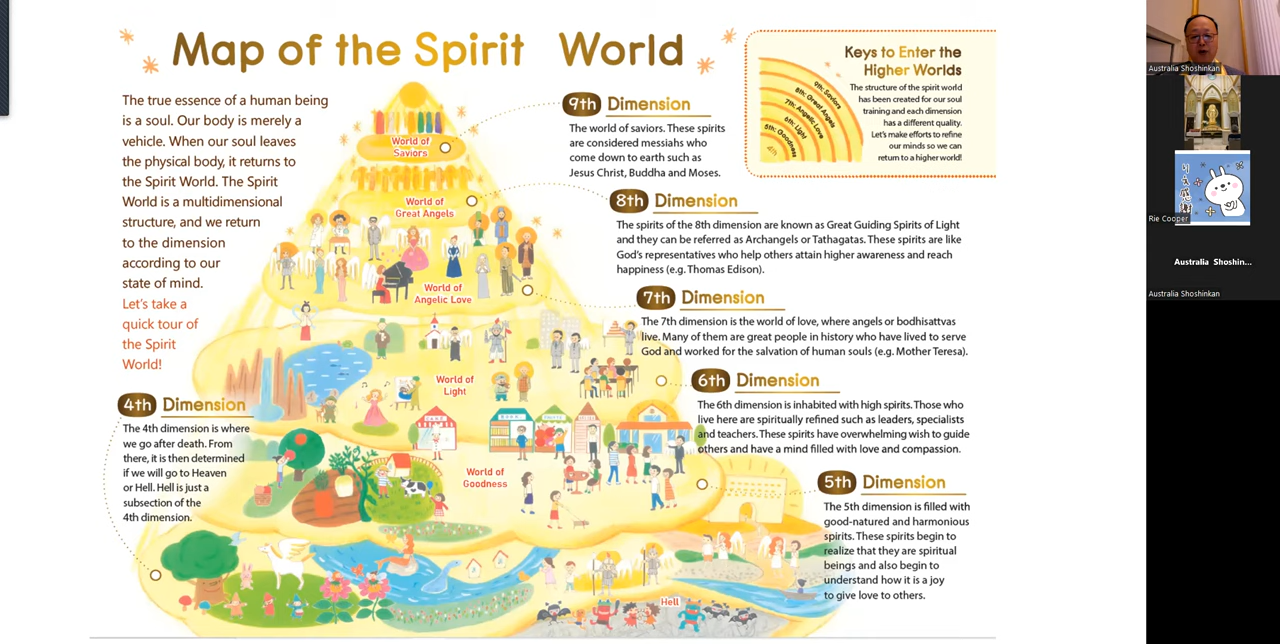 Map of the Spirit World
The true essence of a human being
is a soul. Our body is merely a
vehicle. When our soul leaves
the physical body, it returns to
the Spirit World. The Spirit
World is a multidimensional
structure, and we return
to the dimension
according to our
state of mind.
Let's take a
quick tour of
the Spirit
World!
Keys to Enter the
Higher Worlds
The structure of the spirit world
has been created for our soul
training and each dimension
has a different quality.
Let's make efforts to refine
our minds so we can
return to a higher world!
9th: Saviors
8th: Great Angels
7th: Angelic Love
6th: Light
5th: Goodness
4th
9th Dimension
The world of saviors. These spirits
are considered messiahs who
come down to earth such as
Jesus Christ, Buddha and Moses.
8th Dimension
The spirits of the 8th dimension are known as Great Guiding Spirits of Light
and they can be referred as Archangels or Tathagatas. These spirits are like
God's representatives who help others attain higher awareness and reach
happiness (e.g. Thomas Edison).
7th Dimension
The 7th dimension is the world of love, where angels or bodhisattvas
live. Many of them are great people in history who have lived to serve
God and worked for the salvation of human souls (e.g. Mother Teresa).
6th Dimension
The 6th dimension is inhabited with high spirits. Those who
live here are spiritually refined such as leaders, specialists
and teachers. These spirits have overwhelming wish to guide
others and have a mind filled with love and compassion.
5th Dimension
The 5th dimension is filled with
good-natured and harmonious
spirits. These spirits begin to
realize that they are spiritual
beings and also begin to
understand how it is a joy
to give love to others.
4th Dimension
The 4th dimension is where
we go after death. From
there, it is then determined
if we will go to Heaven
or Hell. Hell is just a
subsection of the
4th dimension.
World of
Saviors
World of
Great Angels
World of
Angelic Love
World of
Light
World of
Goodness
Hell
Australia Shoshinkan
Rie Cooper
Australia Shoshin...
Australia Shoshinkan